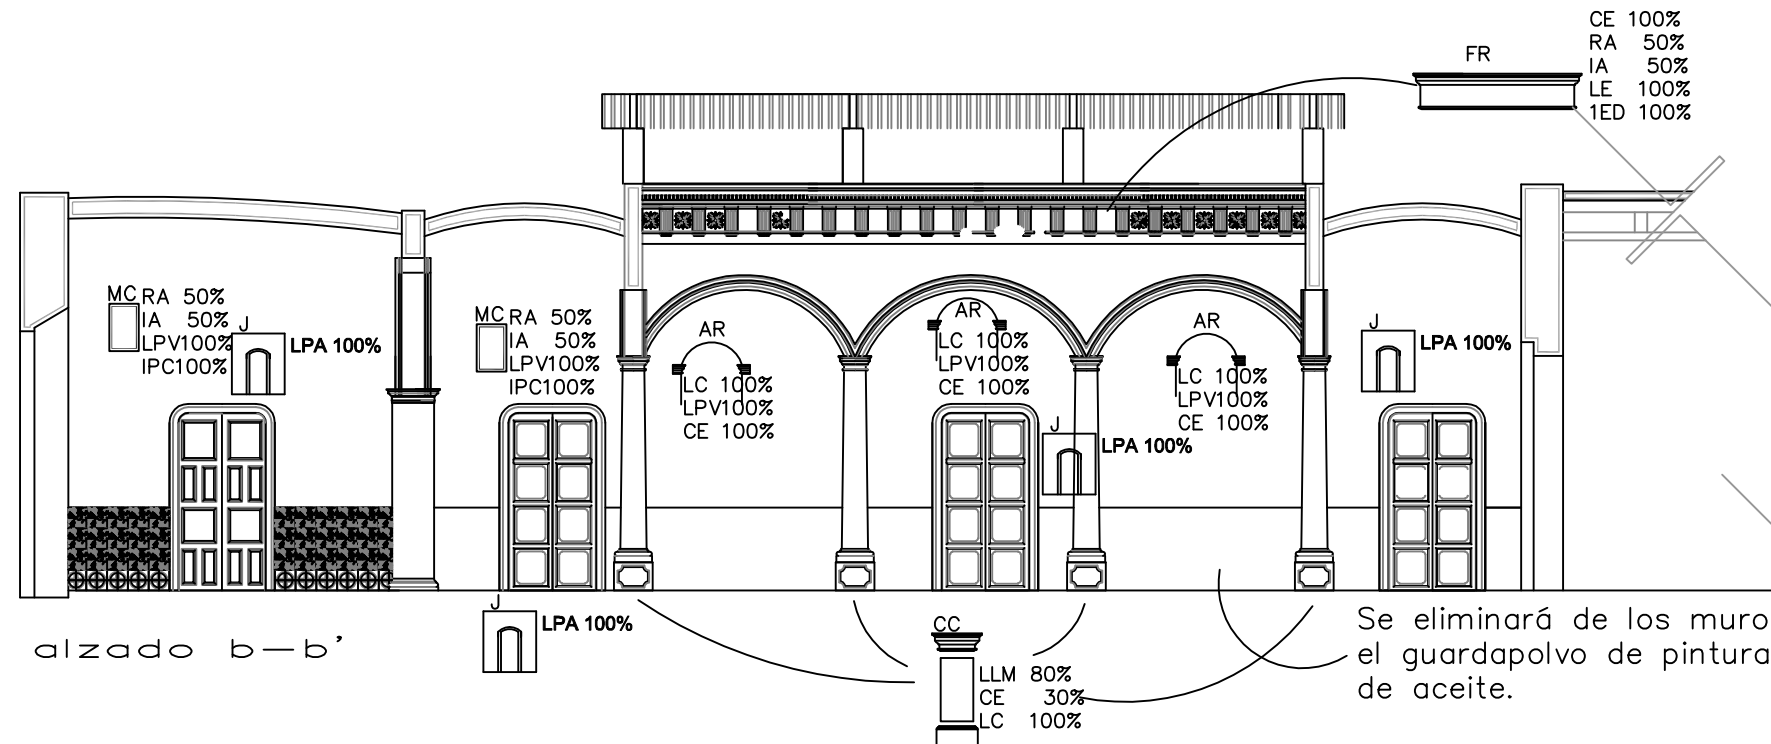 CE 100%
FR
RA 50%
IA 50%
LE 100%
1ED 100%
MC RA 50%
IA 50%
LPV100%
IPC100%
J
LPA 100%
MC RA 50%
IA 50%
LPV100%
IPC100%
AR
LC 100%
LPV100%
CE 100%
AR
LC 100%
LPV100%
CE 100%
AR
LC 100%
LPV100%
CE 100%
J
LPA 100%
J
LPA 100%
J
LPA 100%
alzado b-b'
CC
LLM 80%
CE 30%
LC 100%
Se eliminará de los muro
el guardapolvo de pintura
de aceite.